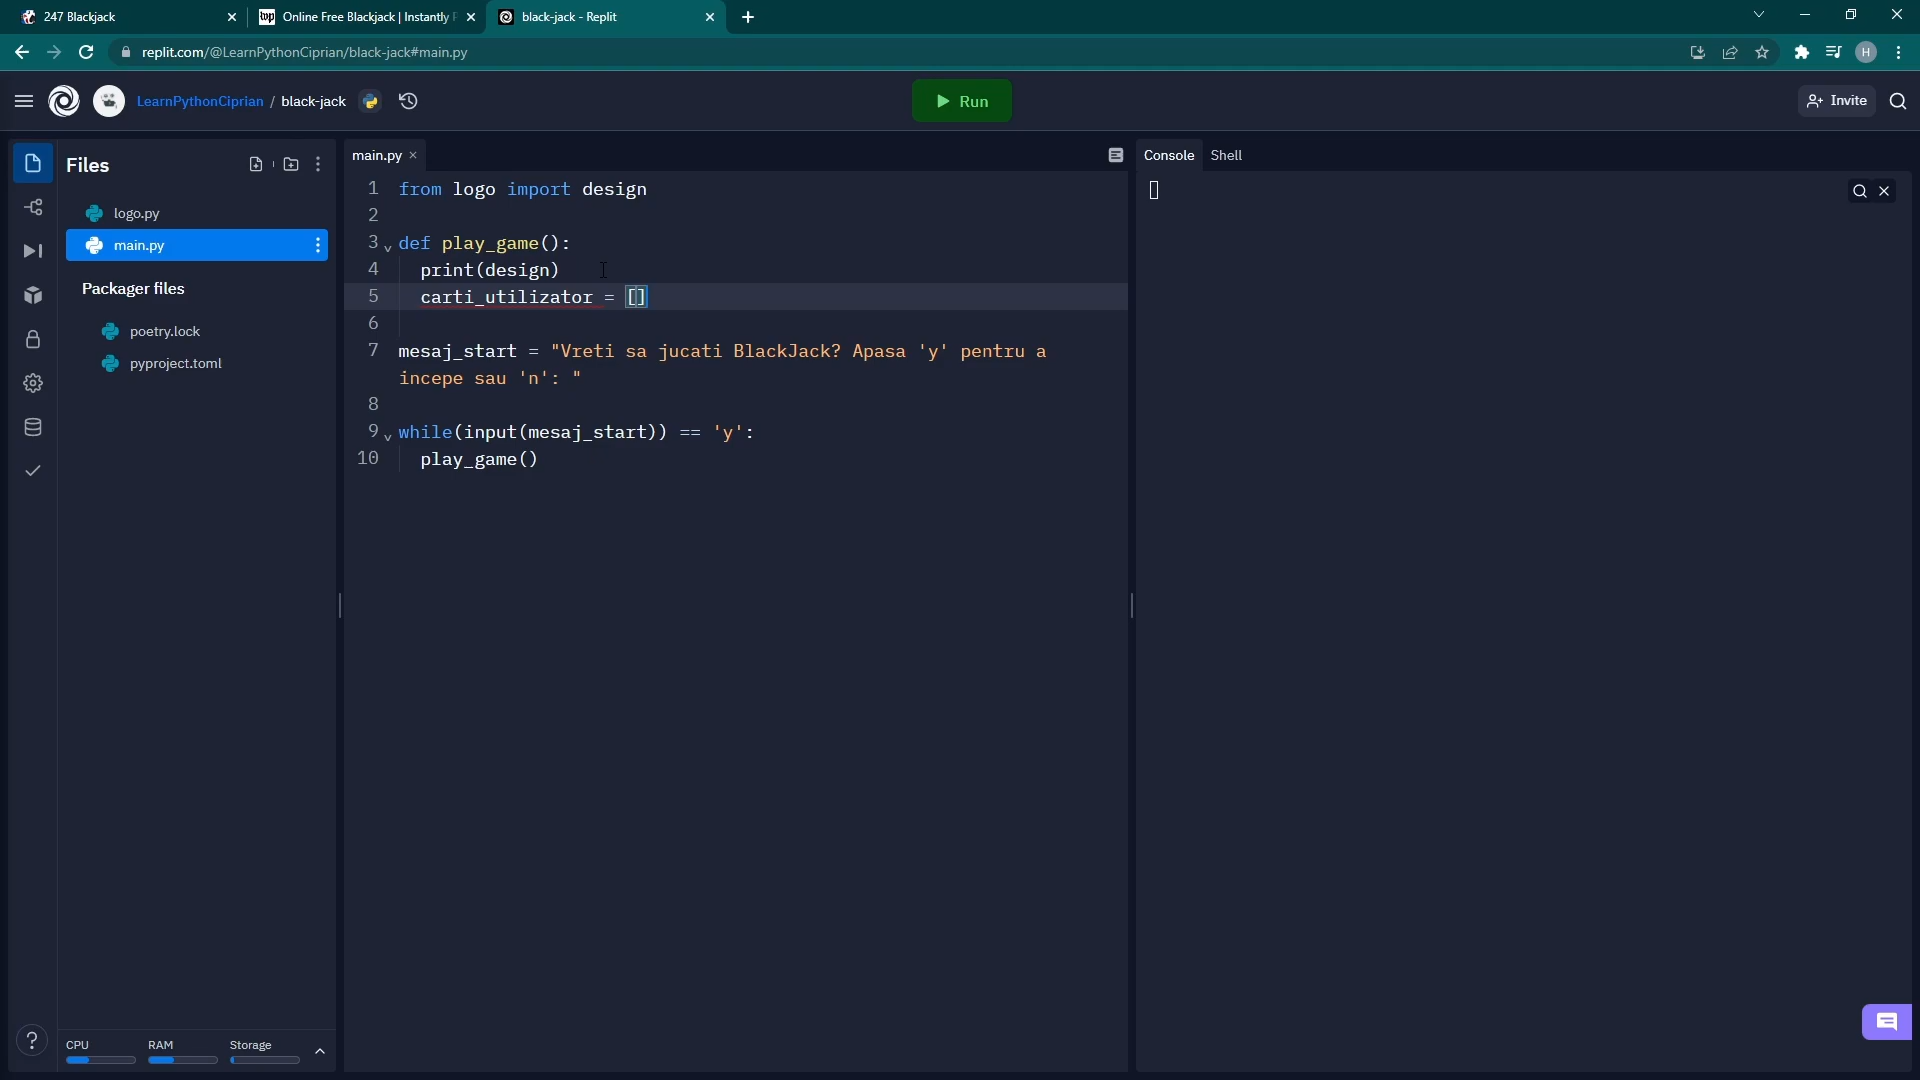 247 Blackjack
Online Free Blackjack | Instantly
black-jack - Replit
replit.com/@LearnPythonCiprian/black-jack#main.py
H
LearnPythonCiprian / black-jack
Run
Invite
Files
logo.py
main.py
Packager files
poetry.lock
pyproject.toml
CPU
RAM
Storage
main.py
1 from logo import design
2
3 def play_game():
4 print(design)
5 carti_utilizator = []
6
7 mesaj_start = "Vreti sa jucati BlackJack? Apasa 'y' pentru a
incepe sau 'n': "
8
9 while(input(mesaj_start)) == 'y':
10 play_game()
Console
Shell